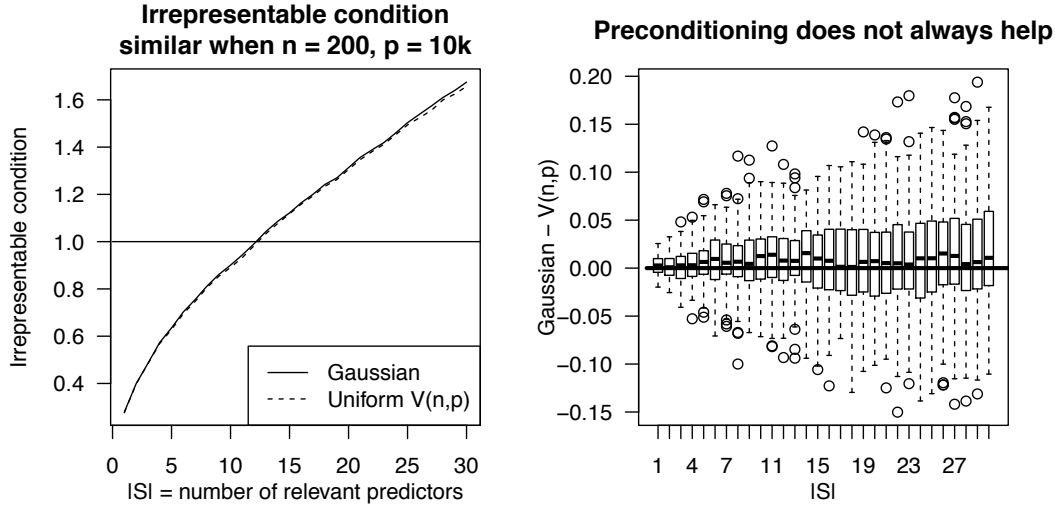 Irrepresentable condition
similar when n = 200, p = 10k
Irrepresentable condition
1.6
1.4
1.2
1.0
0.8
0.6
0.4
Gaussian
Uniform V(n,p)
0 5 10 15 20 25 30
|S| = number of relevant predictors
Preconditioning does not always help
Gaussian − V(n,p)
0.20
0.15
0.10
0.05
0.00
−0.05
−0.10
−0.15
1 4 7 11 15 19 23 27
|S|